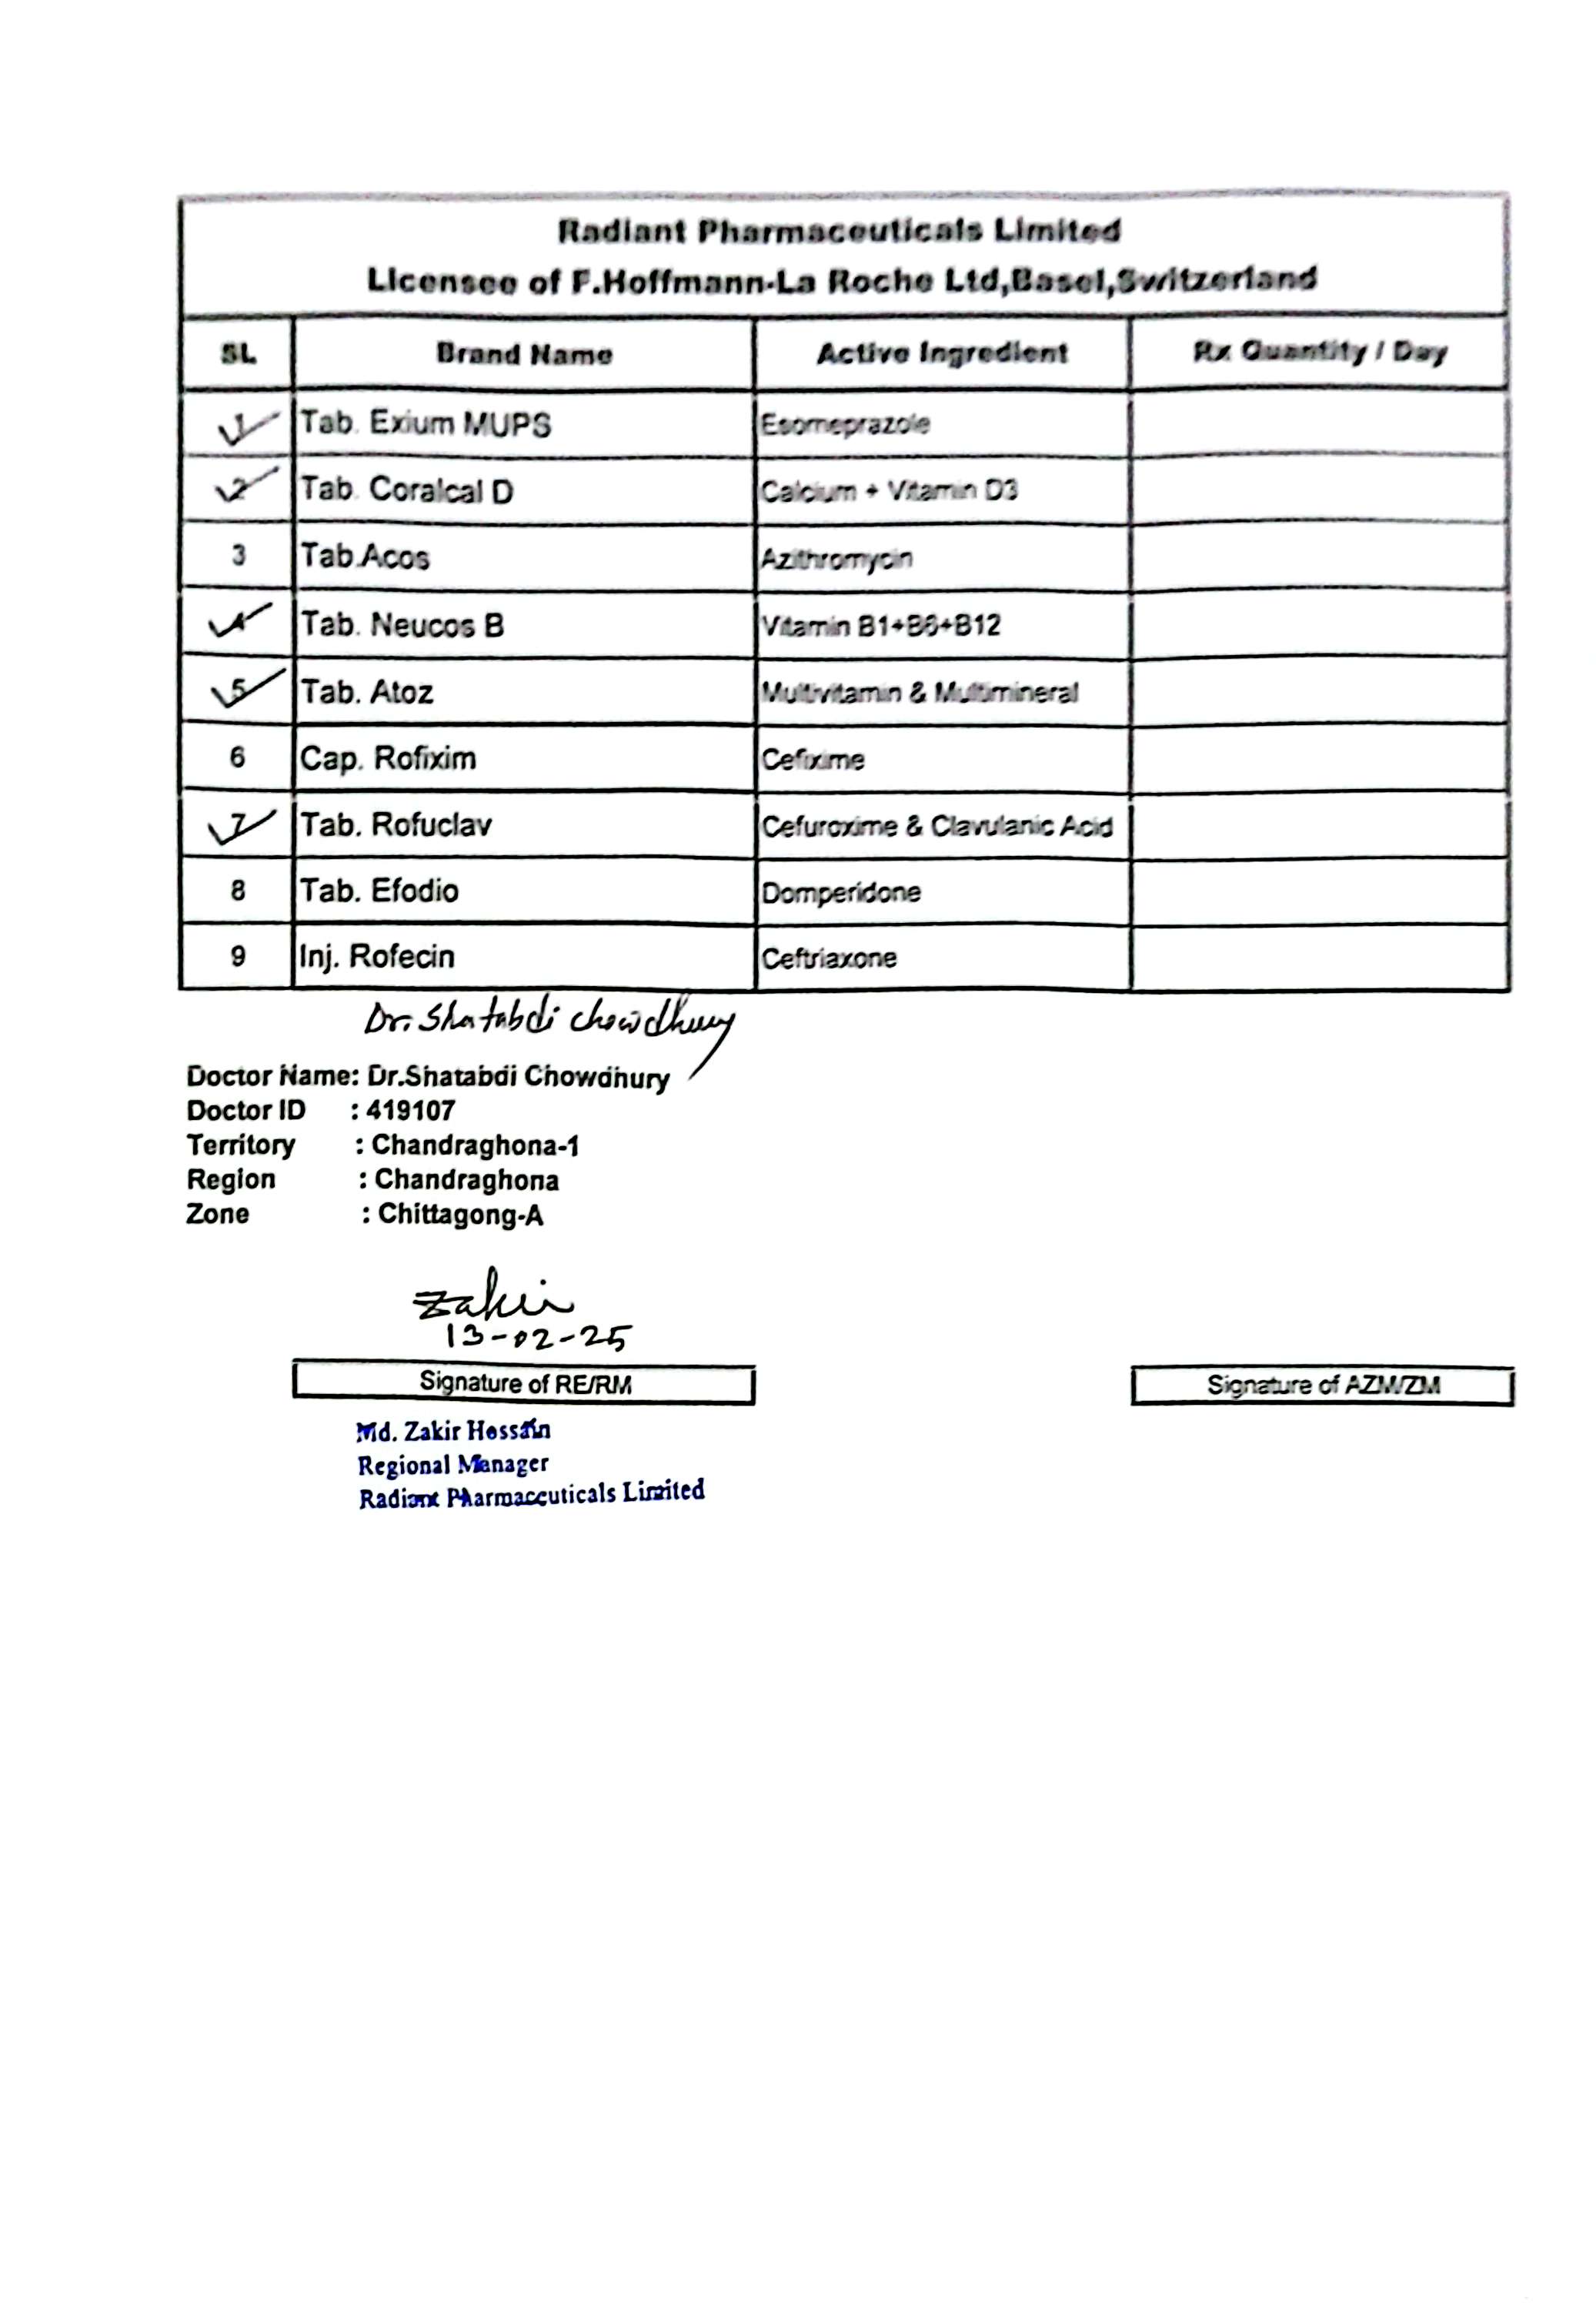 Radiant Pharmaceuticals Limited
Licensee of F.Hoffmann-La Roche Ltd,Basel,Switzerland
SL Brand Name Active Ingredient Rx Quantity / Day
1 Tab. Exium MUPS Esomeprazole
2 Tab. Coralcal D Calcium + Vitamin D3
3 Tab.Acos Azithromycin
4 Tab. Neucos B Vitamin B1+B6+B12
5 Tab. Atoz Multivitamin & Multimineral
6 Cap. Rofixim Cefixime
7 Tab. Rofuclav Cefuroxime & Clavulanic Acid
8 Tab. Efodio Domperidone
9 Inj. Rofecin Ceftriaxone
Dr. Shatabdi Chowdhury
Doctor Name: Dr.Shatabdi Chowdhury
Doctor ID : 419107
Territory : Chandraghona-1
Region : Chandraghona
Zone : Chittagong-A
Zakir
13-02-25
Signature of RE/RM Signature of AZM/ZM
Md. Zakir Hossain
Regional Manager
Radiant Pharmaceuticals Limited